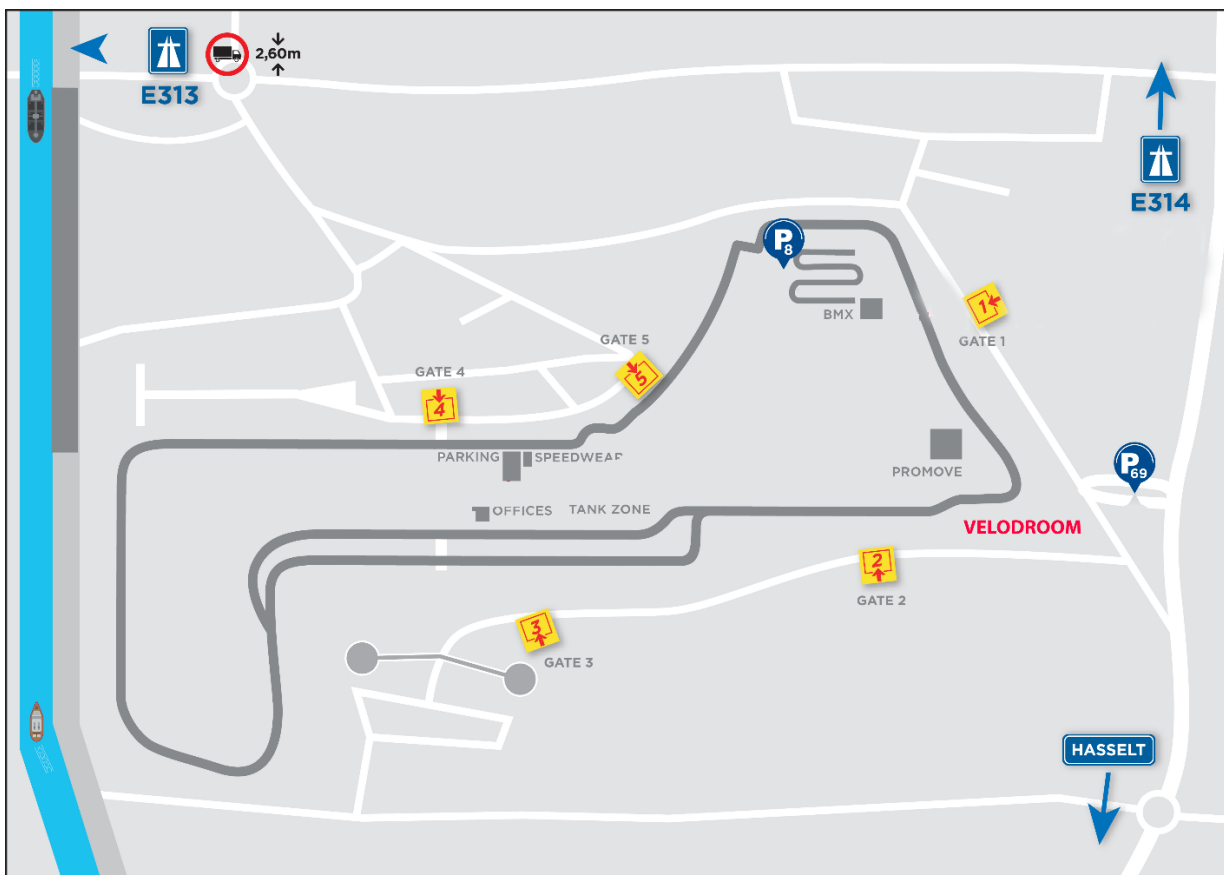 2,60m
E313
E314
P8
BMX
1
GATE 1
GATE 5
5
GATE 4
4
PARKING
SPEEDWEAR
PROMOVE
P69
OFFICES
TANK ZONE
VELODROOM
2
GATE 2
3
GATE 3
HASSELT